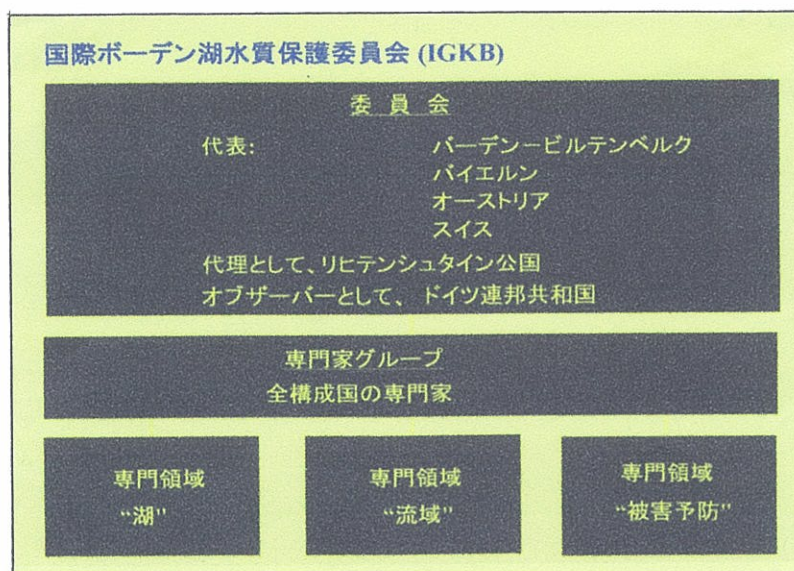 国際ボーデン湖水質保護委員会 (IGKB)
委 員 会
代表: バーデンービルテンベルク
バイエルン
オーストリア
スイス
代理として、リヒテンシュタイン公国
オブザーバーとして、 ドイツ連邦共和国
専門家グループ
全構成国の専門家
専門領域
“湖”
専門領域
“流域”
専門領域
“被害予防”